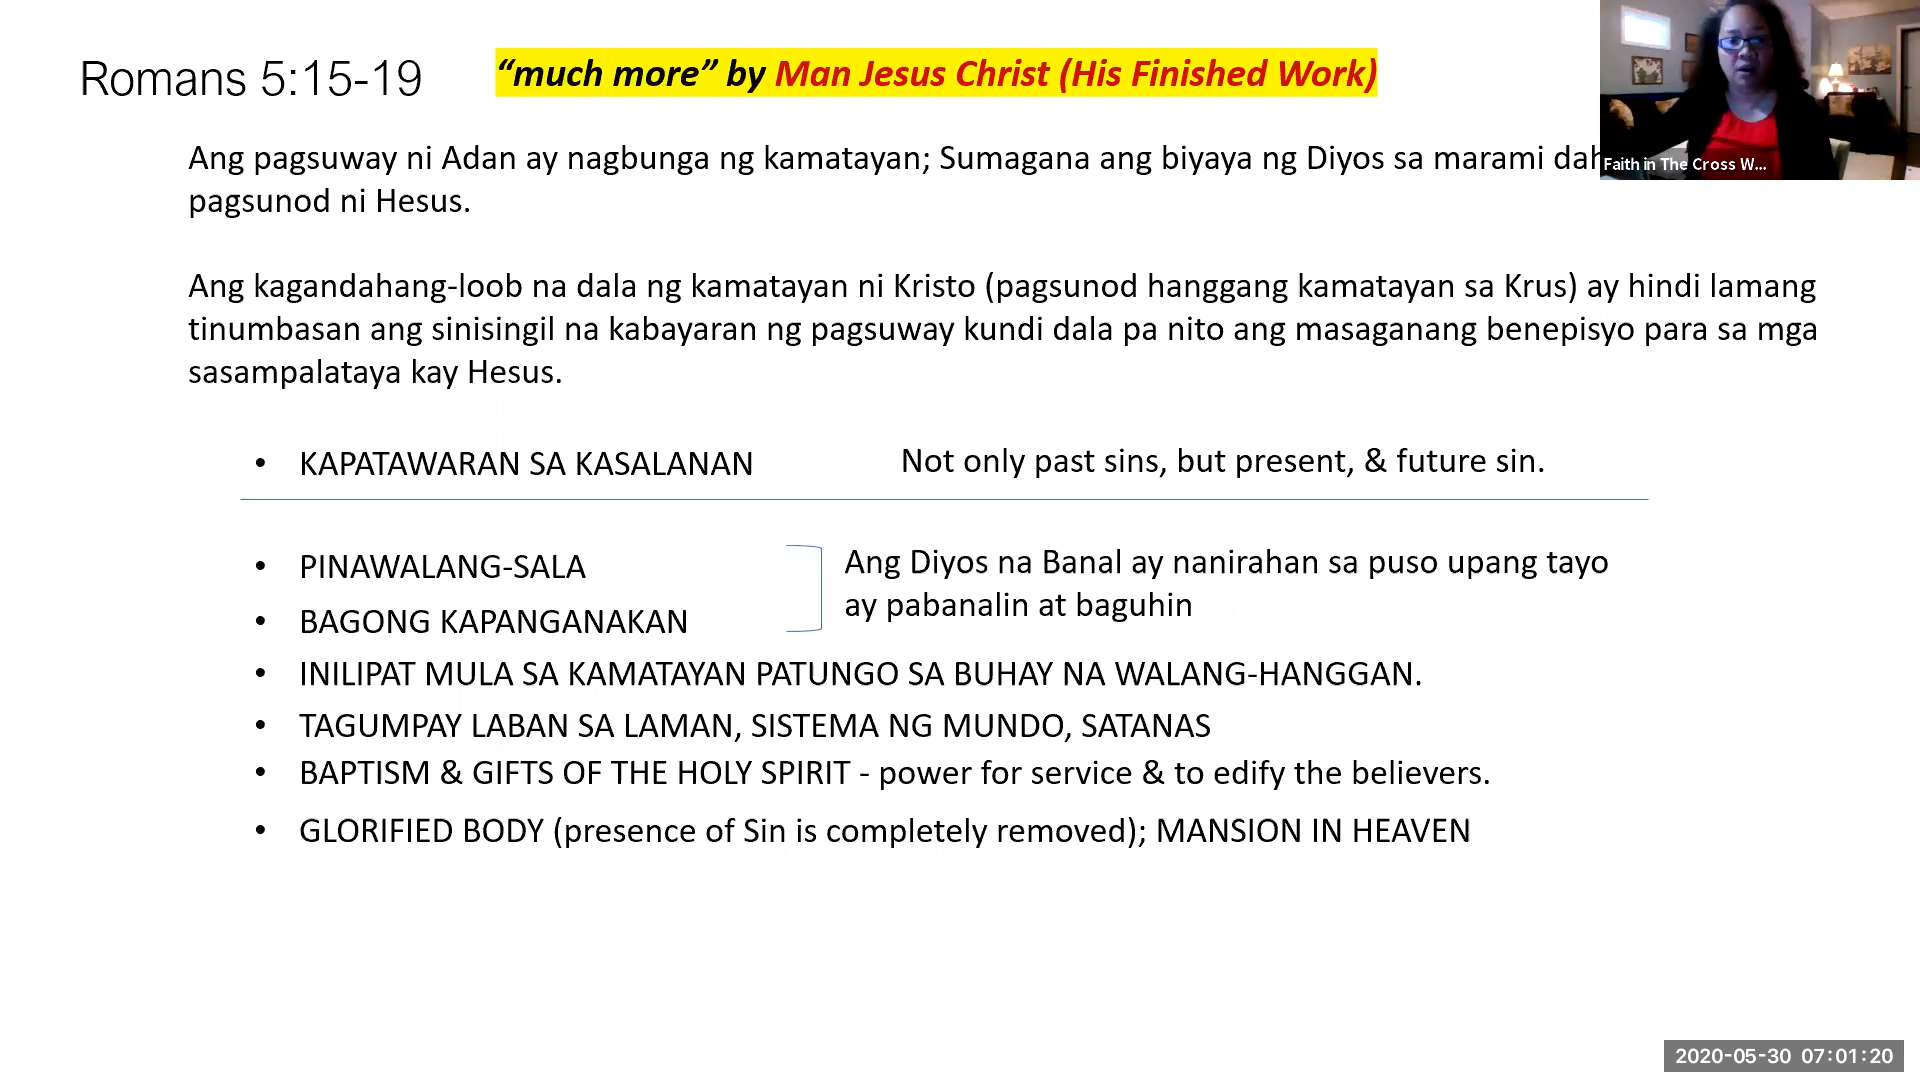 Romans 5:15-19
“much more” by Man Jesus Christ (His Finished Work)
Ang pagsuway ni Adan ay nagbunga ng kamatayan; Sumagana ang biyaya ng Diyos sa marami
pagsunod ni Hesus.
Faith in The Cross W...
Ang kagandahang-loob na dala ng kamatayan ni Kristo (pagsunod hanggang kamatayan sa Krus) ay hindi lamang
tinumbasan ang sinisingil na kabayaran ng pagsuway kundi dala pa nito ang masaganang benepisyo para sa mga
sasampalataya kay Hesus.
• KAPATAWARAN SA KASALANAN
Not only past sins, but present, & future sin.
• PINAWALANG-SALA
• BAGONG KAPANGANAKAN
Ang Diyos na Banal ay nanirahan sa puso upang tayo
ay pabanalin at baguhin
• INILIPAT MULA SA KAMATAYAN PATUNGO SA BUHAY NA WALANG-HANGGAN.
• TAGUMPAY LABAN SA LAMAN, SISTEMA NG MUNDO, SATANAS
• BAPTISM & GIFTS OF THE HOLY SPIRIT - power for service & to edify the believers.
• GLORIFIED BODY (presence of Sin is completely removed); MANSION IN HEAVEN
2020-05-30 07:01:20